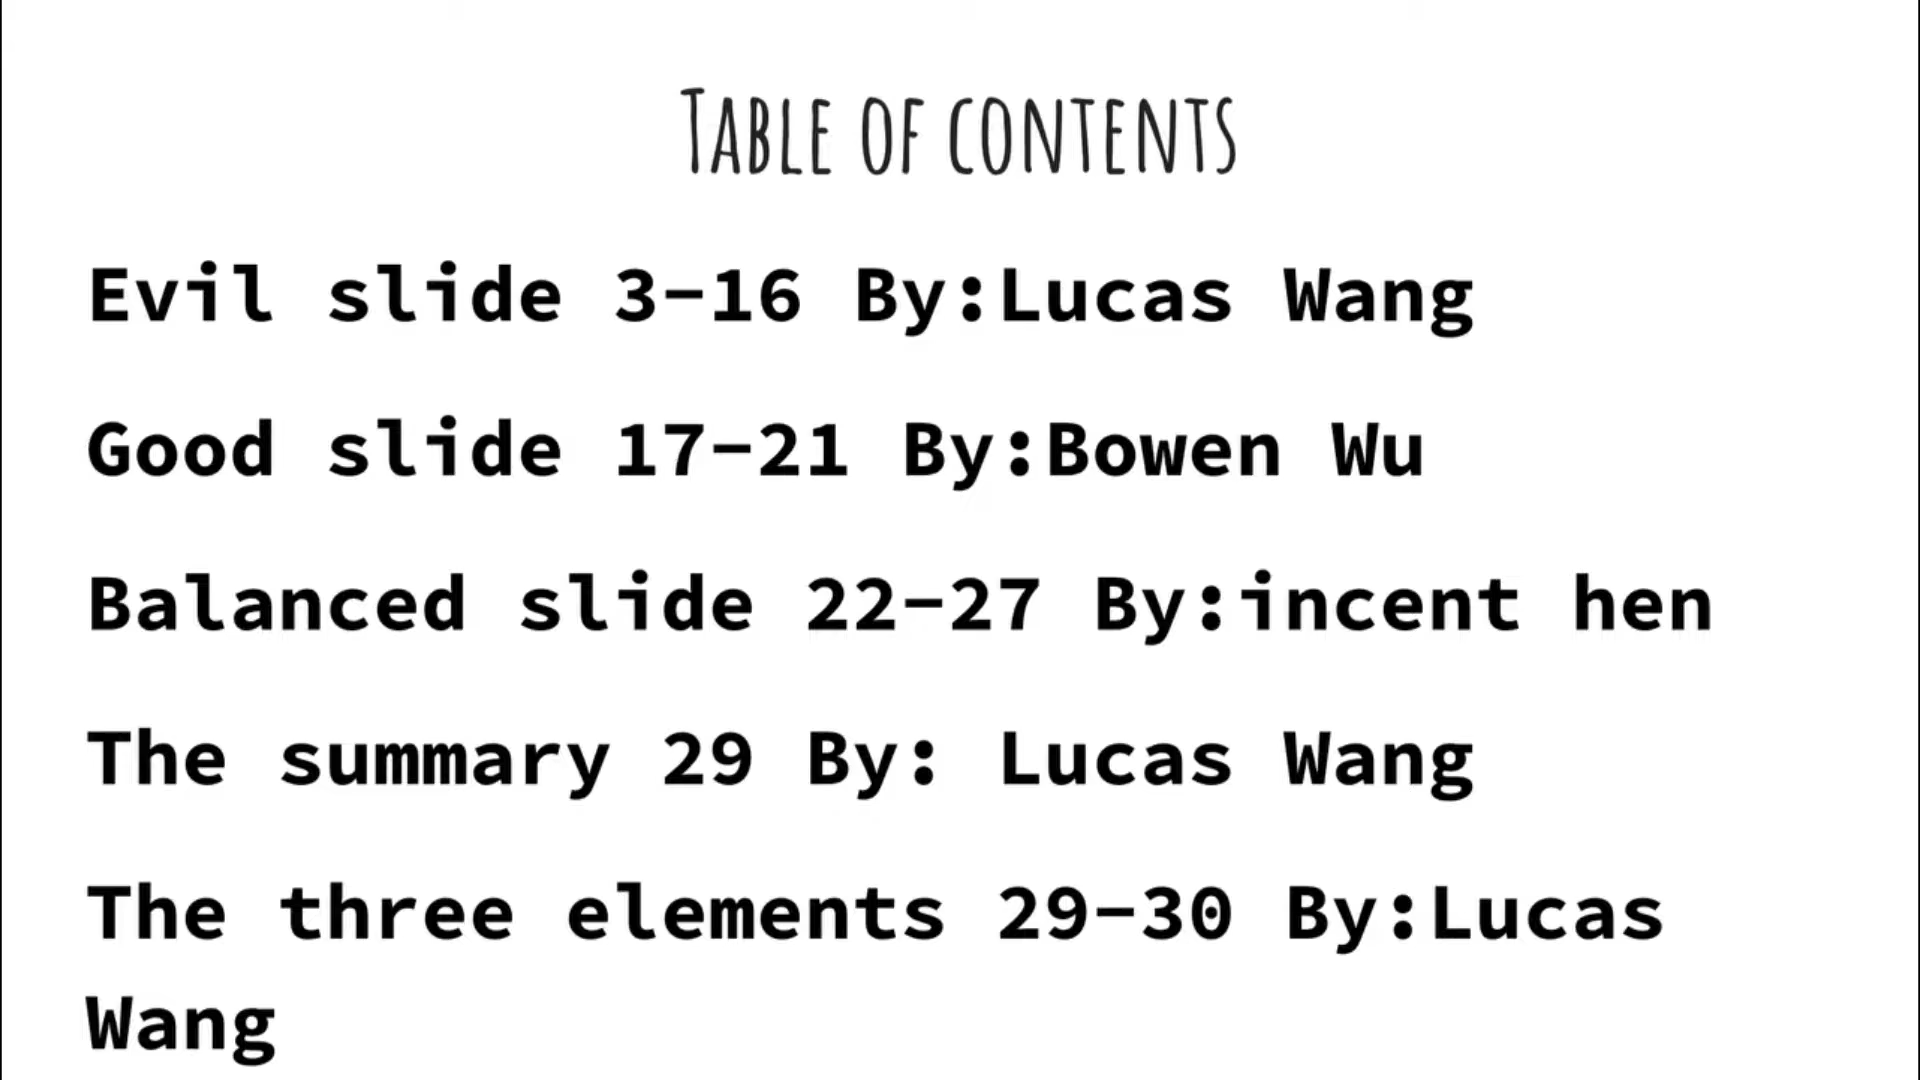 Table of contents
Evil slide 3-16 By:Lucas Wang
Good slide 17-21 By:Bowen Wu
Balanced slide 22-27 By:incent hen
The summary 29 By: Lucas Wang
The three elements 29-30 By:Lucas
Wang